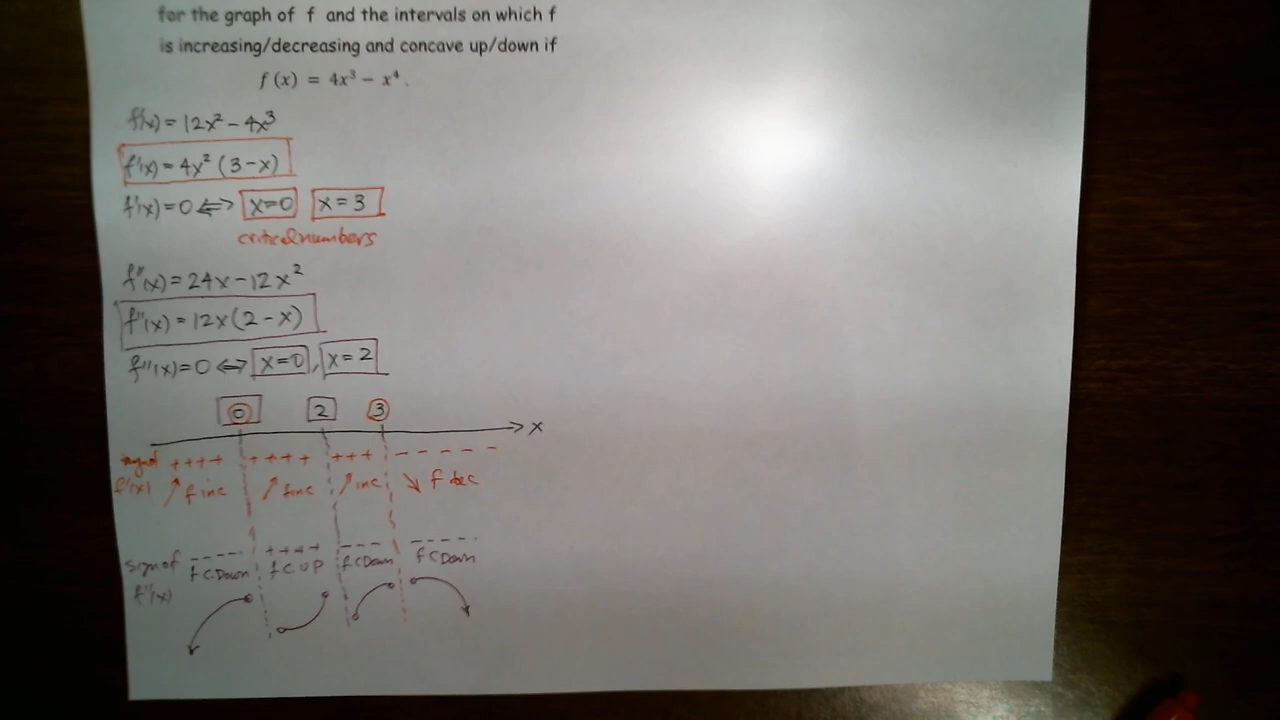 for the graph of f and the intervals on which f
is increasing/decreasing and concave up/down if
f (x) = 4x³ − x⁴ .
f'(x) = 12x² − 4x³
f'(x) = 4x² (3 − x)
f'(x) = 0 ⟺ x=0 x = 3
critical numbers
f''(x) = 24x − 12x²
f''(x) = 12x(2 − x)
f''(x) = 0 ⟺ x=0 , x = 2
0 2 3
x
sign of + + + + + + + + + + + − − − − −
f'(x) ↗ f inc ↗ f inc ↗ inc ↘ f dec
sign of − − − − − + + + + − − − − − − − −
f C.Down f C UP f C Down f C Down
f''(x)